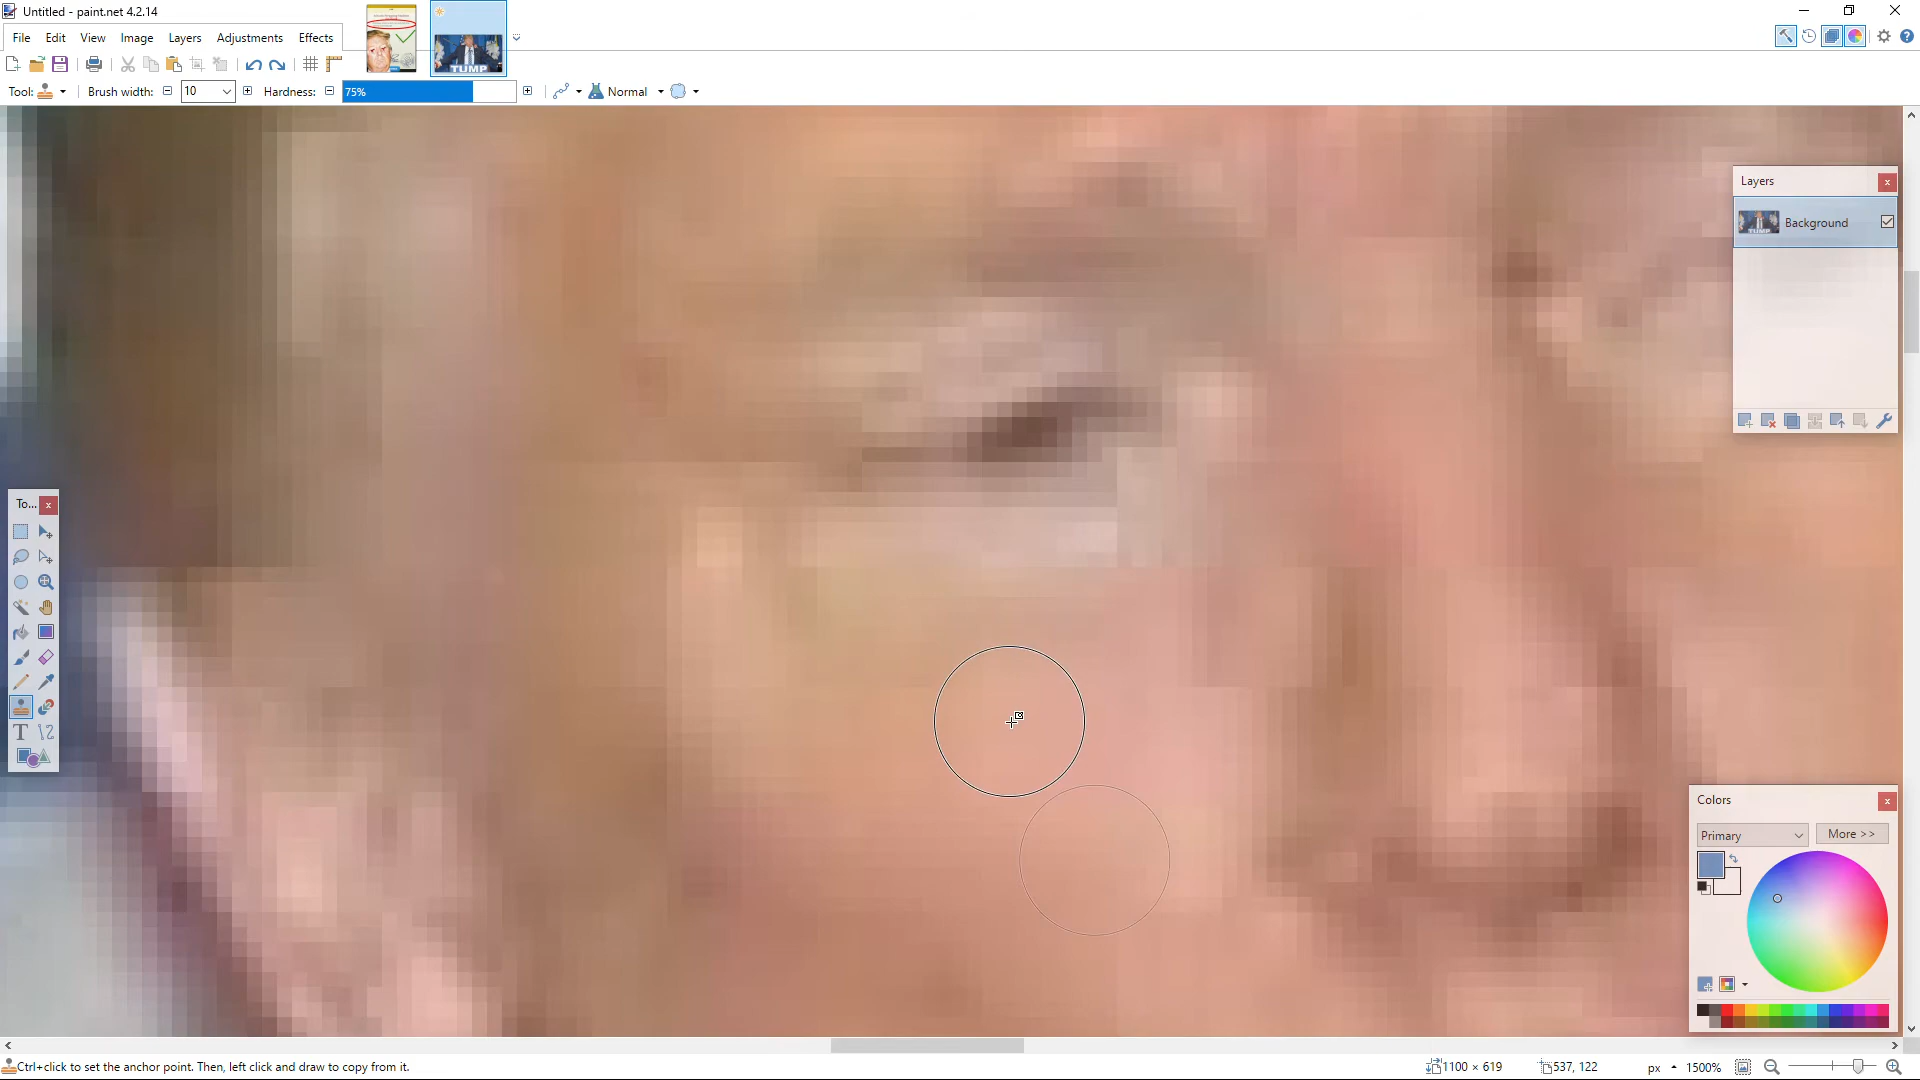 Untitled - paint.net 4.2.14
File Edit View Image Layers Adjustments Effects
TUMP
Tool: Brush width: 10 Hardness: 75% Normal
Layers
Background
To...
Colors
Primary More >>
Ctrl+click to set the anchor point. Then, left click and draw to copy from it.
1100 × 619 537, 122 px 1500%